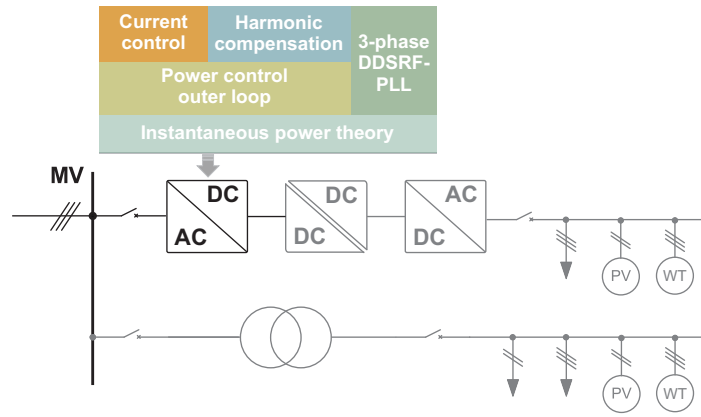 Current
control
Harmonic
compensation
3-phase
DDSRF-
PLL
Power control
outer loop
Instantaneous power theory
MV
DC
AC
DC
DC
AC
DC
PV
WT
PV
WT